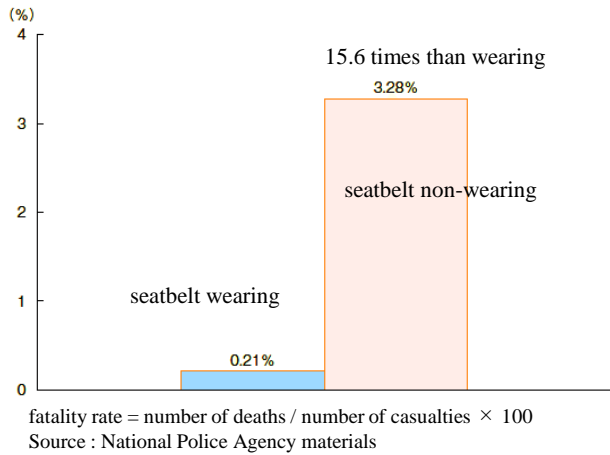 (%)
4
15.6 times than wearing
3.28%
3
seatbelt non-wearing
2
seatbelt wearing
1
0.21%
0
fatality rate = number of deaths / number of casualties × 100
Source : National Police Agency materials